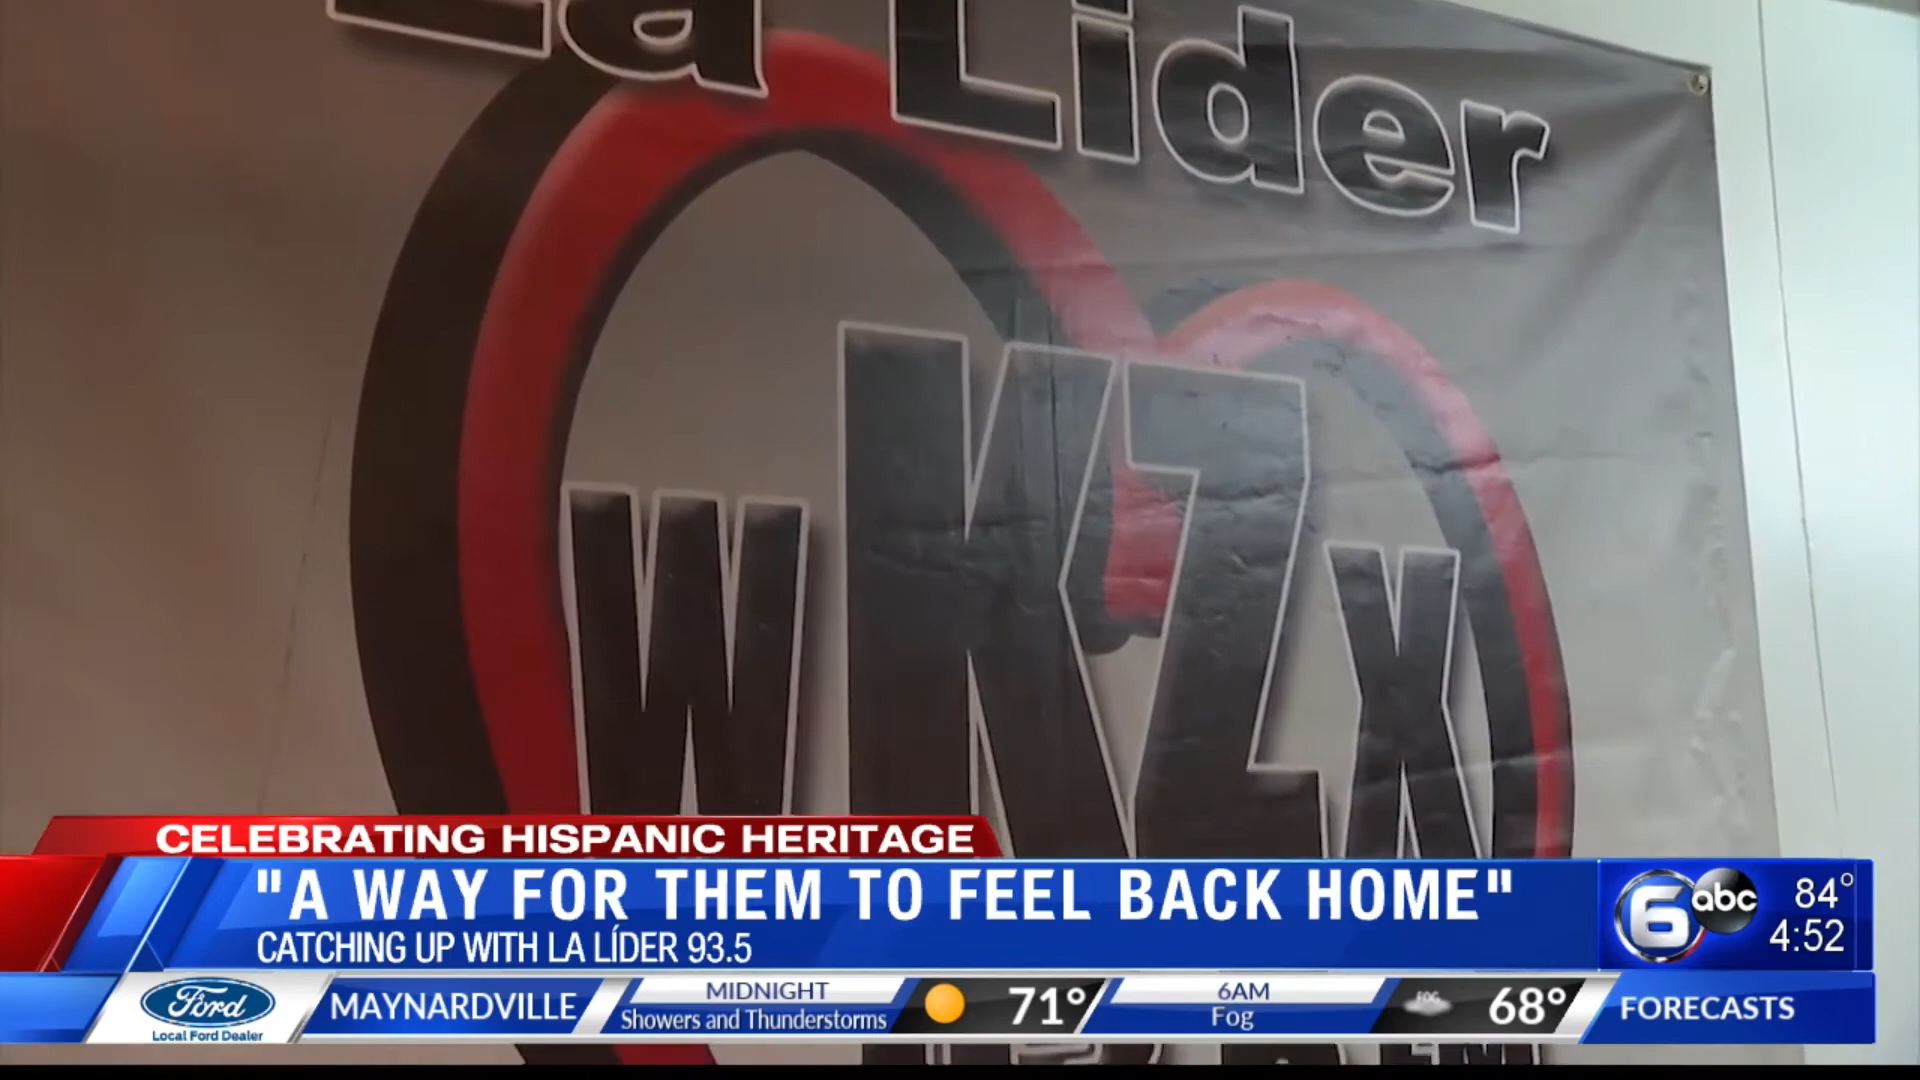 La Lider
WKZX
CELEBRATING HISPANIC HERITAGE
"A WAY FOR THEM TO FEEL BACK HOME"
CATCHING UP WITH LA LÍDER 93.5
6 abc
84°
4:52
Ford
Local Ford Dealer
MAYNARDVILLE
MIDNIGHT
Showers and Thunderstorms
71°
6AM
Fog
FOG
68°
FORECASTS